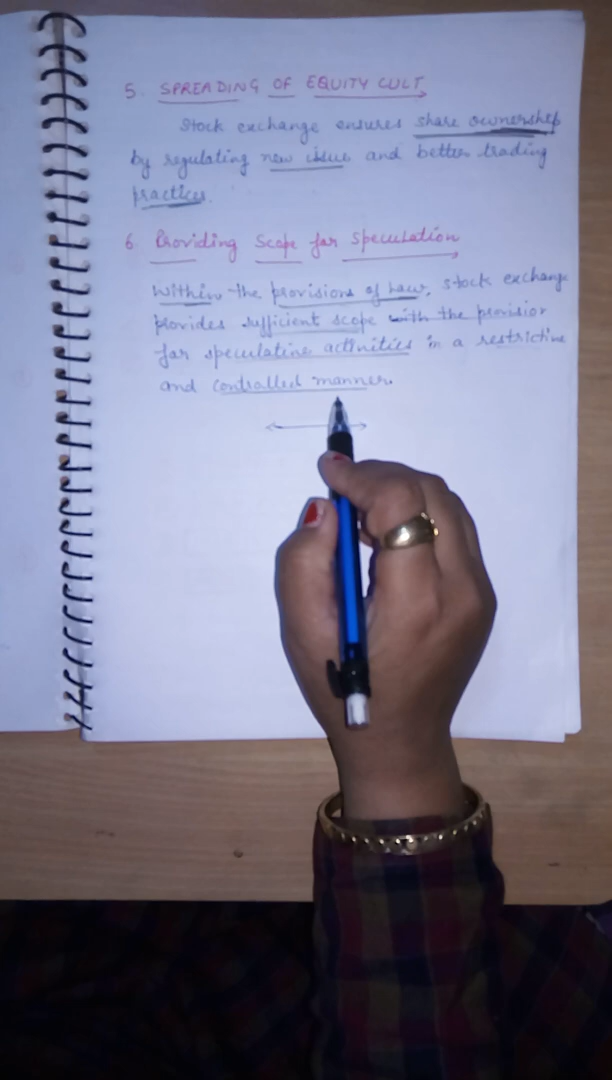 5. SPREADING OF EQUITY CULT
Stock exchange ensures share ownership
by regulating new issue and better trading
practices.
6. Providing Scope for Speculation
Within the provisions of Law, stock exchange
provides sufficient scope with the provision
for speculative activities in a restrictive
and controlled manner.